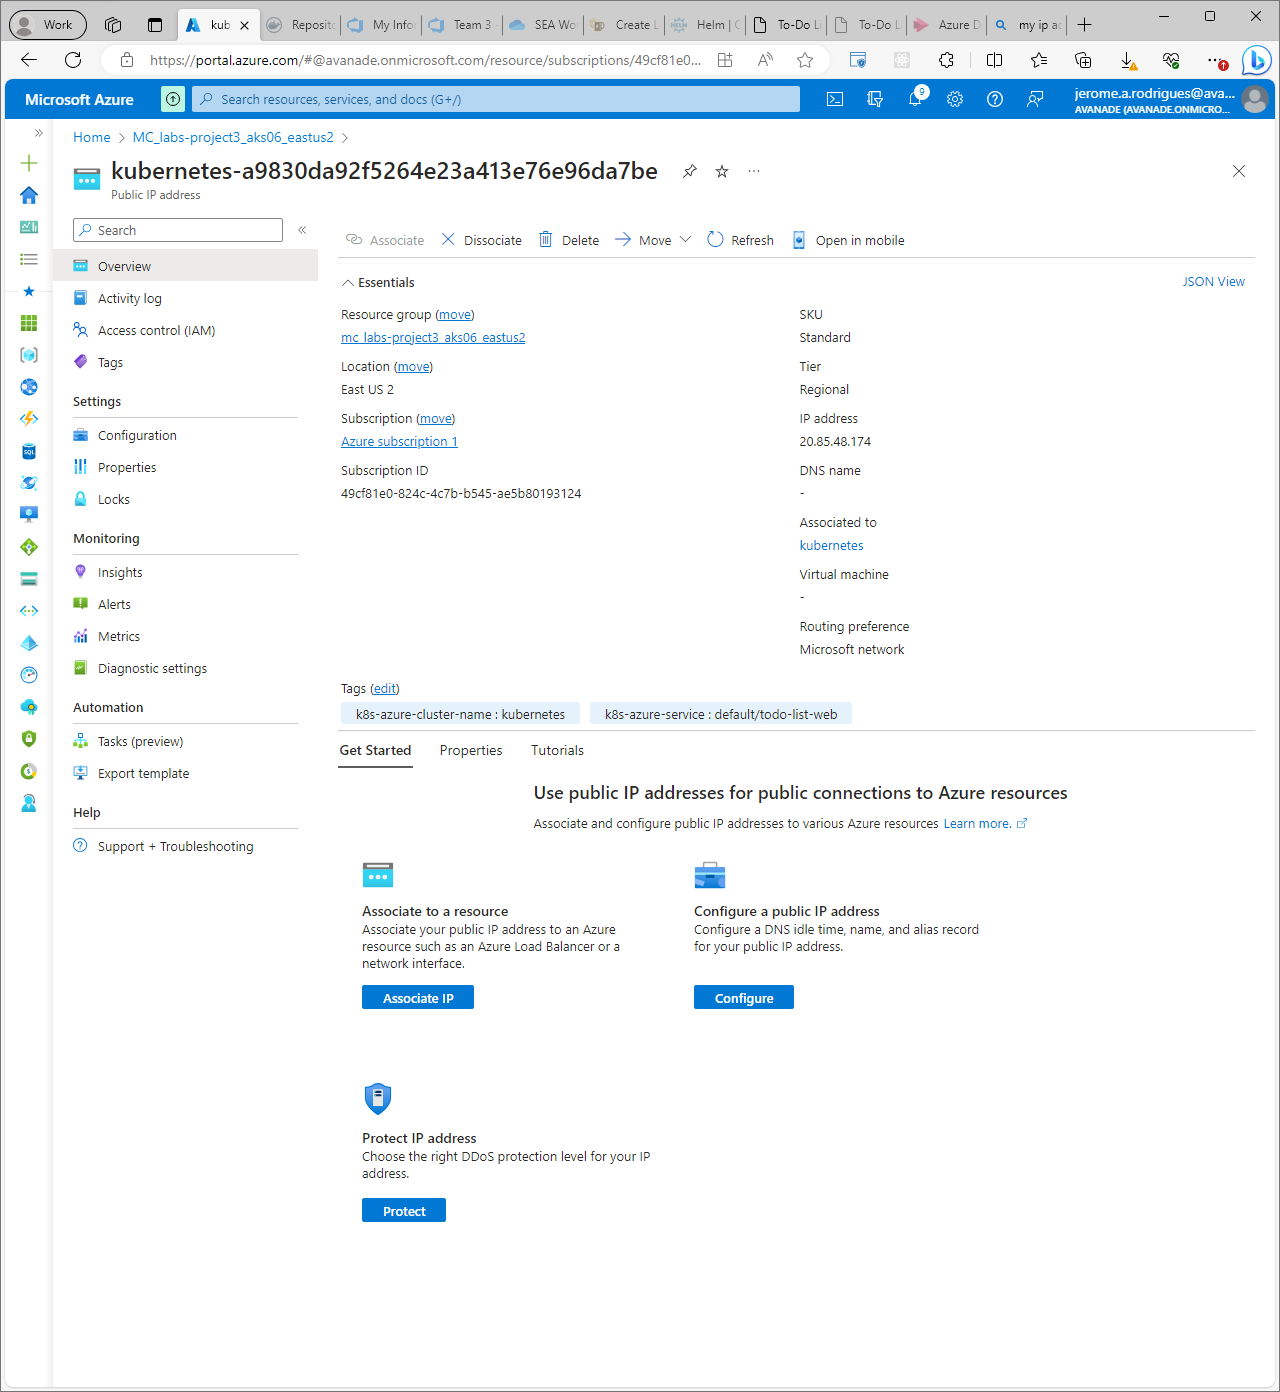 Work
kub
Reposito
My Infor
Team 3 -
SEA Wo
Create L
Helm | C
To-Do Li
To-Do L
Azure D
my ip ac
https://portal.azure.com/#@avanade.onmicrosoft.com/resource/subscriptions/49cf81e0...
Microsoft Azure
Search resources, services, and docs (G+/)
9
jerome.a.rodrigues@ava...
AVANADE (AVANADE.ONMICRO...
Home > MC_labs-project3_aks06_eastus2 >
kubernetes-a9830da92f5264e23a413e76e96da7be
Public IP address
Search
Overview
Activity log
Access control (IAM)
Tags
Settings
Configuration
Properties
Locks
Monitoring
Insights
Alerts
Metrics
Diagnostic settings
Automation
Tasks (preview)
Export template
Help
Support + Troubleshooting
Associate
Dissociate
Delete
Move
Refresh
Open in mobile
Essentials
JSON View
Resource group (move)
mc_labs-project3_aks06_eastus2
Location (move)
East US 2
Subscription (move)
Azure subscription 1
Subscription ID
49cf81e0-824c-4c7b-b545-ae5b80193124
SKU
Standard
Tier
Regional
IP address
20.85.48.174
DNS name
-
Associated to
kubernetes
Virtual machine
-
Routing preference
Microsoft network
Tags (edit)
k8s-azure-cluster-name : kubernetes
k8s-azure-service : default/todo-list-web
Get Started
Properties
Tutorials
Use public IP addresses for public connections to Azure resources
Associate and configure public IP addresses to various Azure resources Learn more.
Associate to a resource
Associate your public IP address to an Azure
resource such as an Azure Load Balancer or a
network interface.
Associate IP
Configure a public IP address
Configure a DNS idle time, name, and alias record
for your public IP address.
Configure
Protect IP address
Choose the right DDoS protection level for your IP
address.
Protect